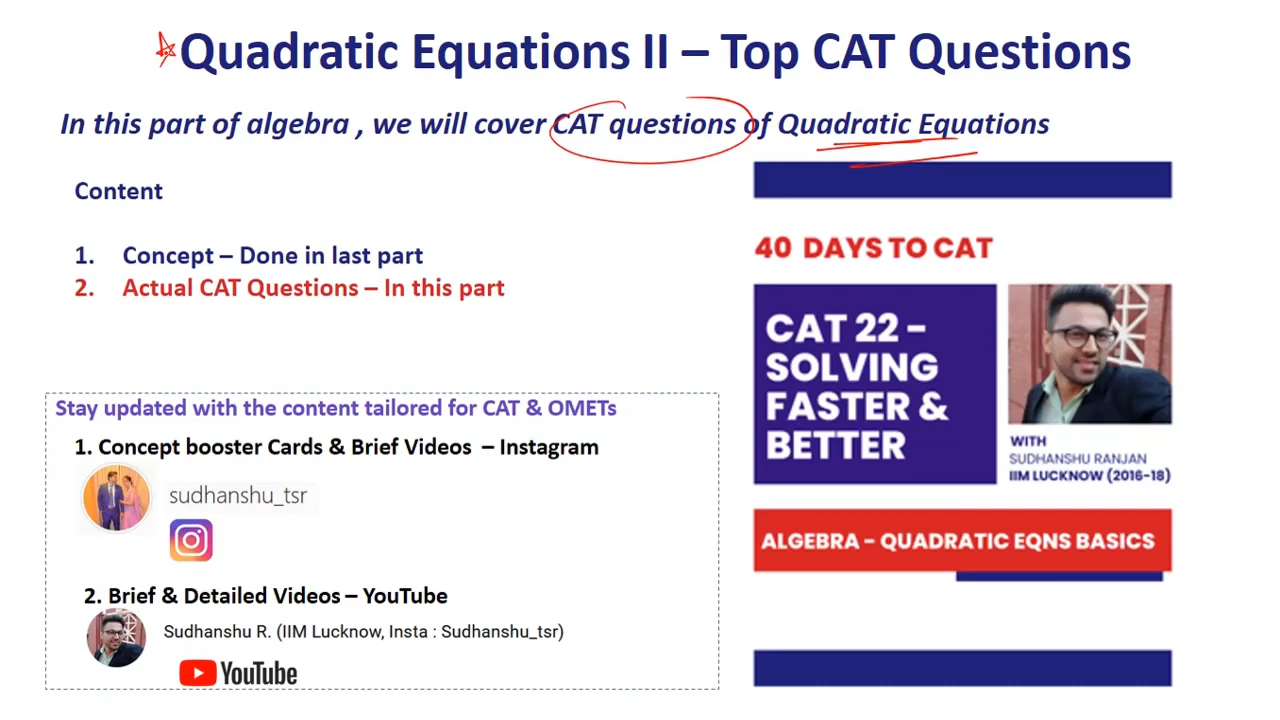 Quadratic Equations II – Top CAT Questions
In this part of algebra , we will cover CAT questions of Quadratic Equations
Content
1. Concept – Done in last part
2. Actual CAT Questions – In this part
Stay updated with the content tailored for CAT & OMETs
1. Concept booster Cards & Brief Videos – Instagram
sudhanshu_tsr
2. Brief & Detailed Videos – YouTube
Sudhanshu R. (IIM Lucknow, Insta : Sudhanshu_tsr)
YouTube
40 DAYS TO CAT
CAT 22 –
SOLVING
FASTER &
BETTER
WITH
SUDHANSHU RANJAN
IIM LUCKNOW (2016-18)
ALGEBRA – QUADRATIC EQNS BASICS